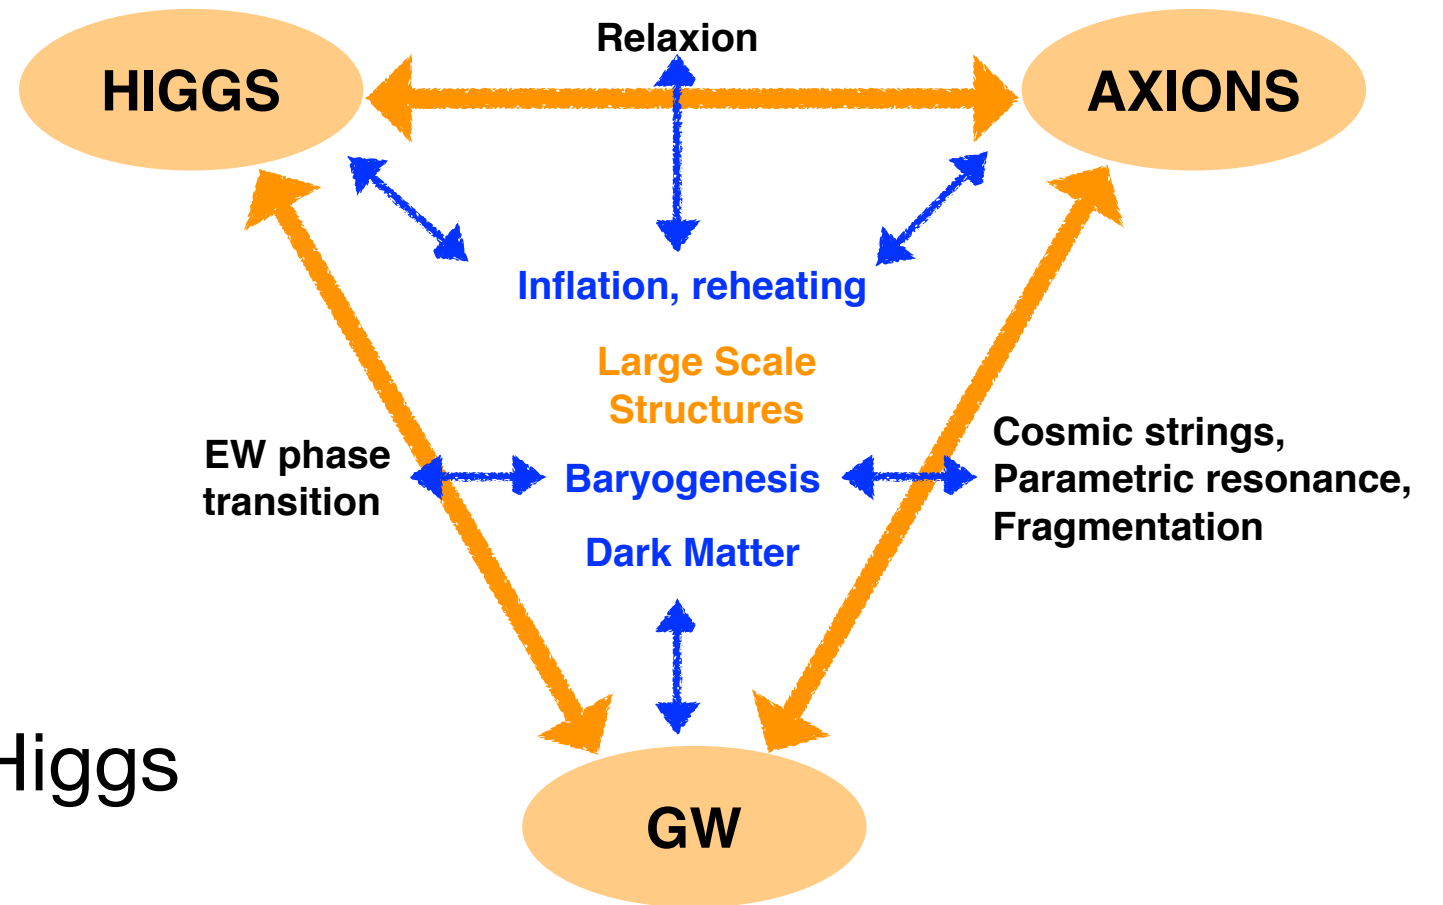 Relaxion
HIGGS
AXIONS
Inflation, reheating
Large Scale
Structures
EW phase
transition
Baryogenesis
Cosmic strings,
Parametric resonance,
Fragmentation
Dark Matter
Higgs
GW